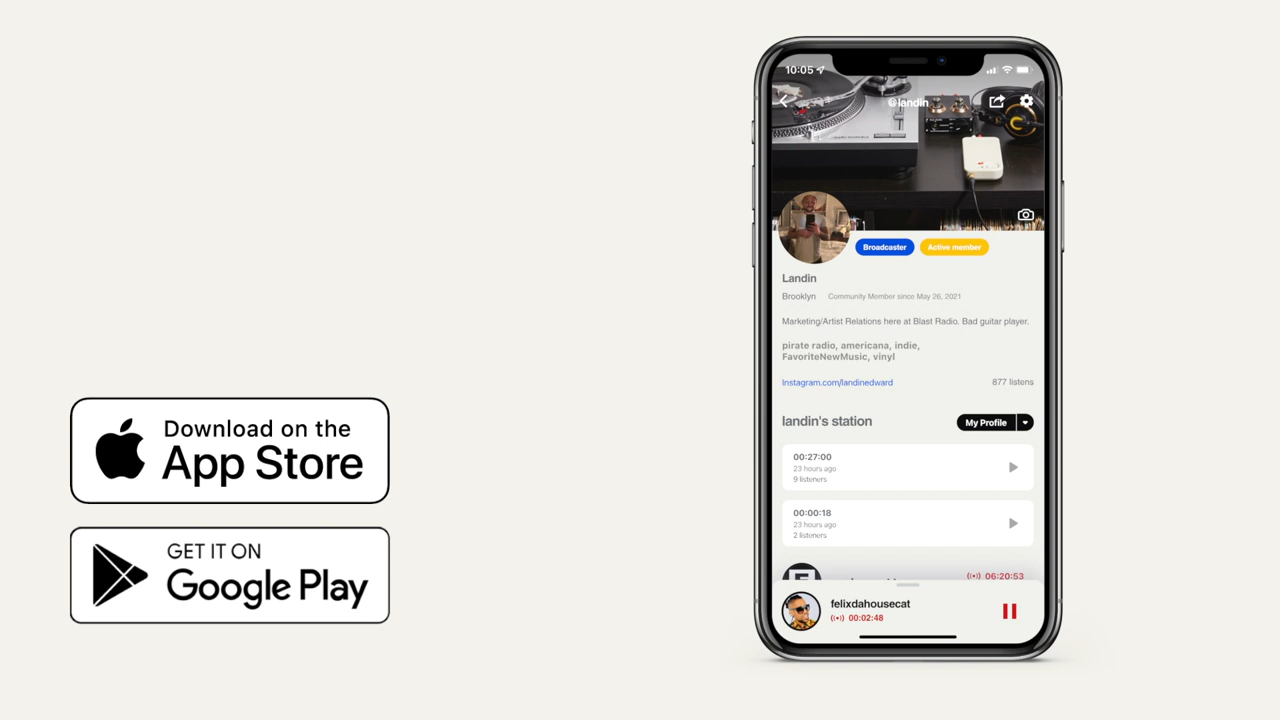 Download on the
App Store
GET IT ON
Google Play
10:05
@landin
Broadcaster
Active member
Landin
Brooklyn
Community Member since May 26, 2021
Marketing/Artist Relations here at Blast Radio. Bad guitar player.
pirate radio, americana, indie,
FavoriteNewMusic, vinyl
Instagram.com/landinedward
877 listens
landin's station
My Profile
00:27:00
23 hours ago
9 listeners
00:00:18
23 hours ago
2 listeners
06:20:53
felixdahousecat
00:02:48